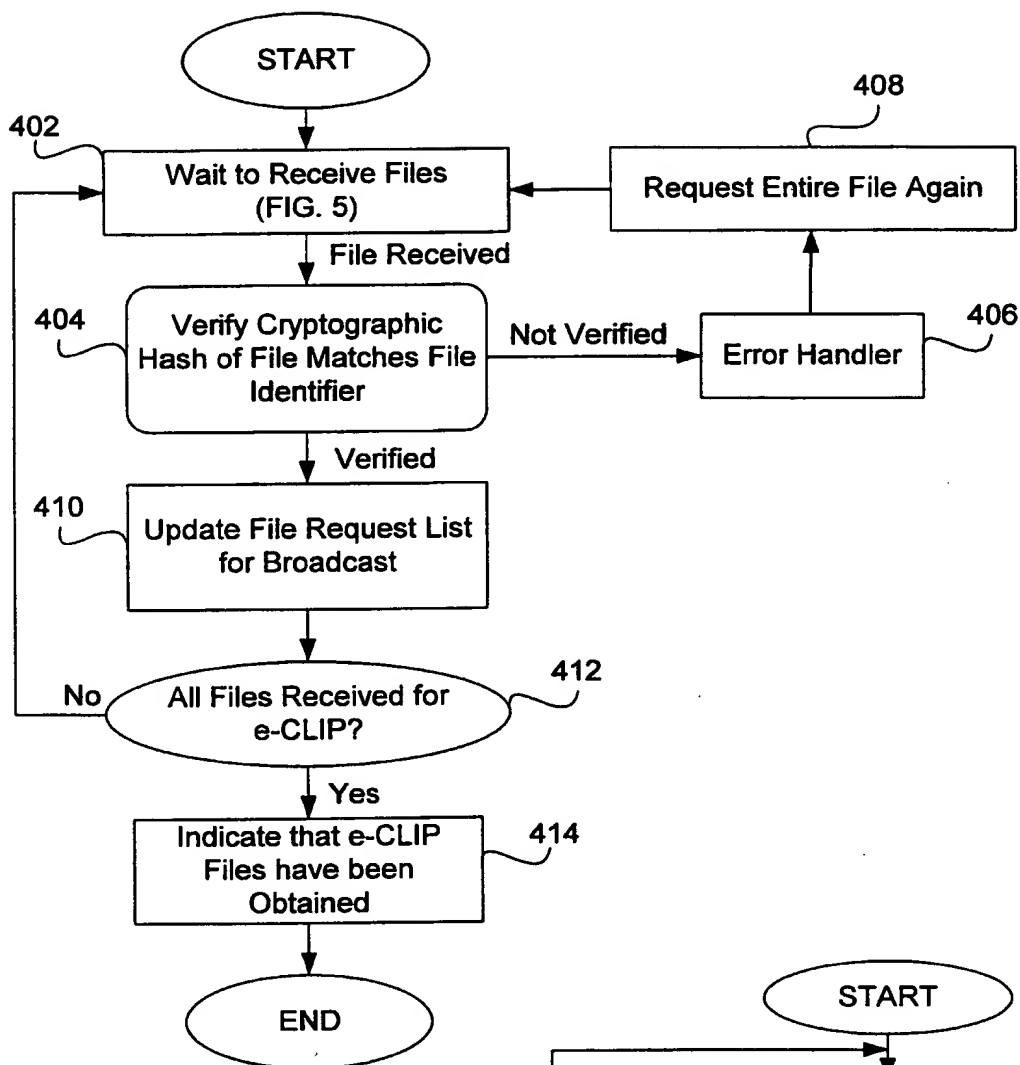 START
408
402
Wait to Receive Files
(FIG. 5)
Request Entire File Again
File Received
404
Verify Cryptographic
Hash of File Matches File
Identifier
Not Verified
406
Error Handler
Verified
410
Update File Request List
for Broadcast
No
All Files Received for
e-CLIP?
412
Yes
Indicate that e-CLIP
Files have been
Obtained
414
END
START